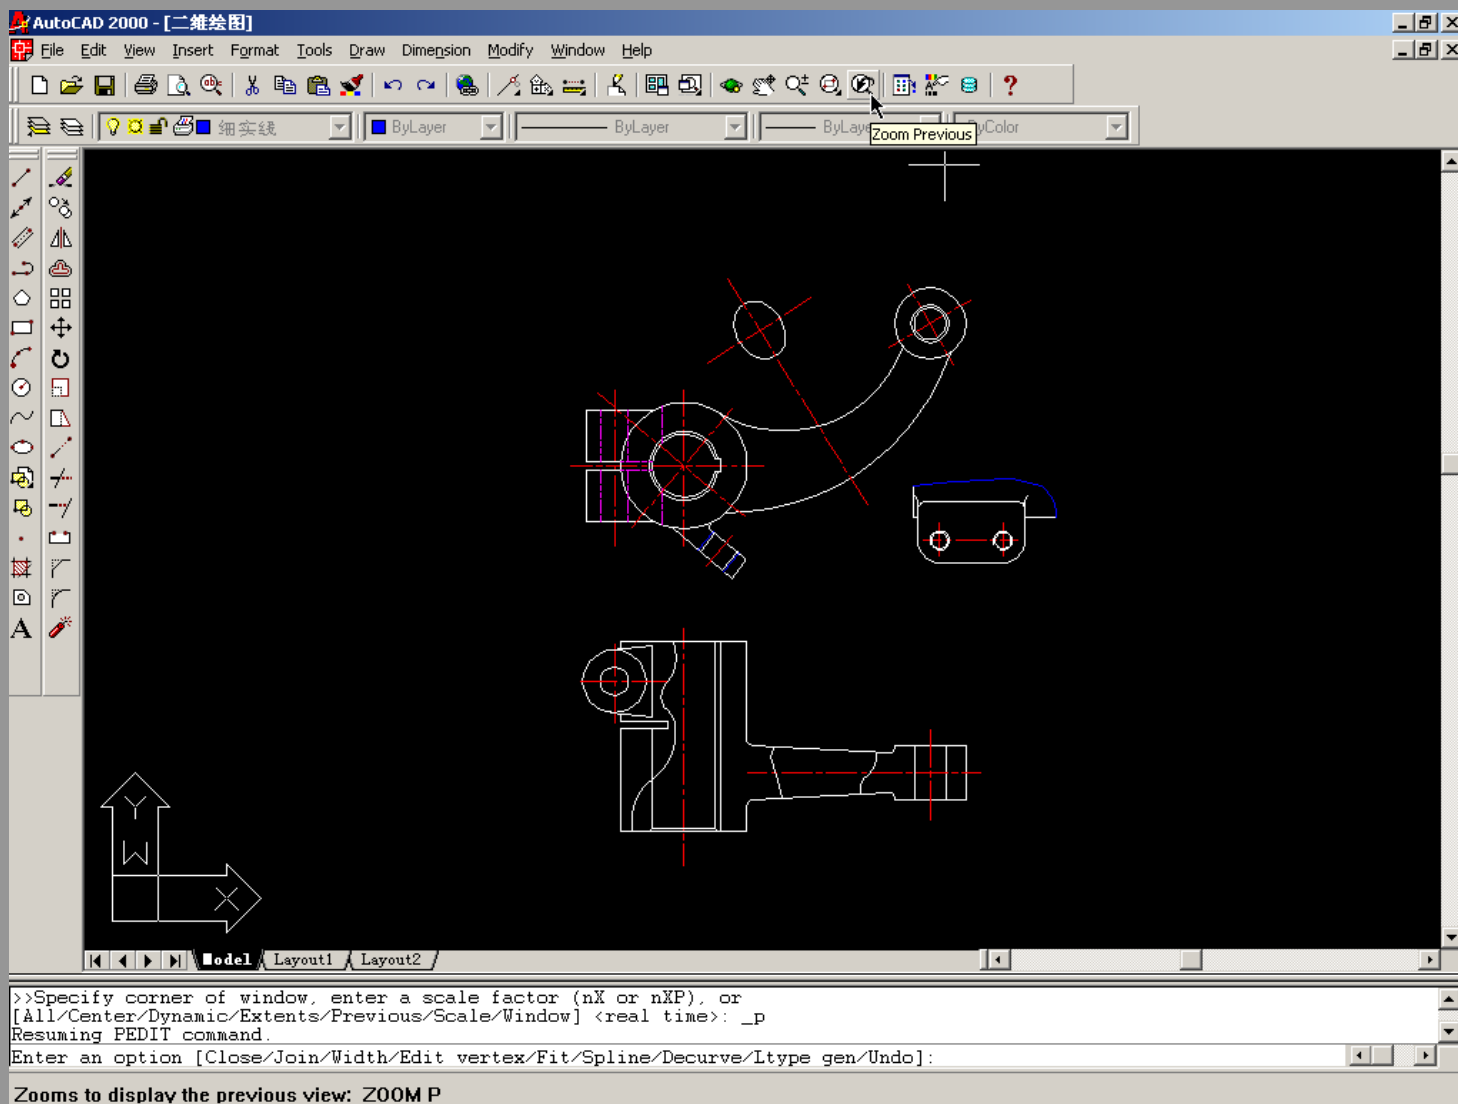 AutoCAD 2000 - [二维绘图]
File Edit View Insert Format Tools Draw Dimension Modify Window Help
细实线 ByLayer ByLayer ByLaye yColor
Zoom Previous
A
Y
W
X
Model Layout1 Layout2
>>Specify corner of window, enter a scale factor (nX or nXP), or
[All/Center/Dynamic/Extents/Previous/Scale/Window] <real time>: _p
Resuming PEDIT command.
Enter an option [Close/Join/Width/Edit vertex/Fit/Spline/Decurve/Ltype gen/Undo]:
Zooms to display the previous view: ZOOM P